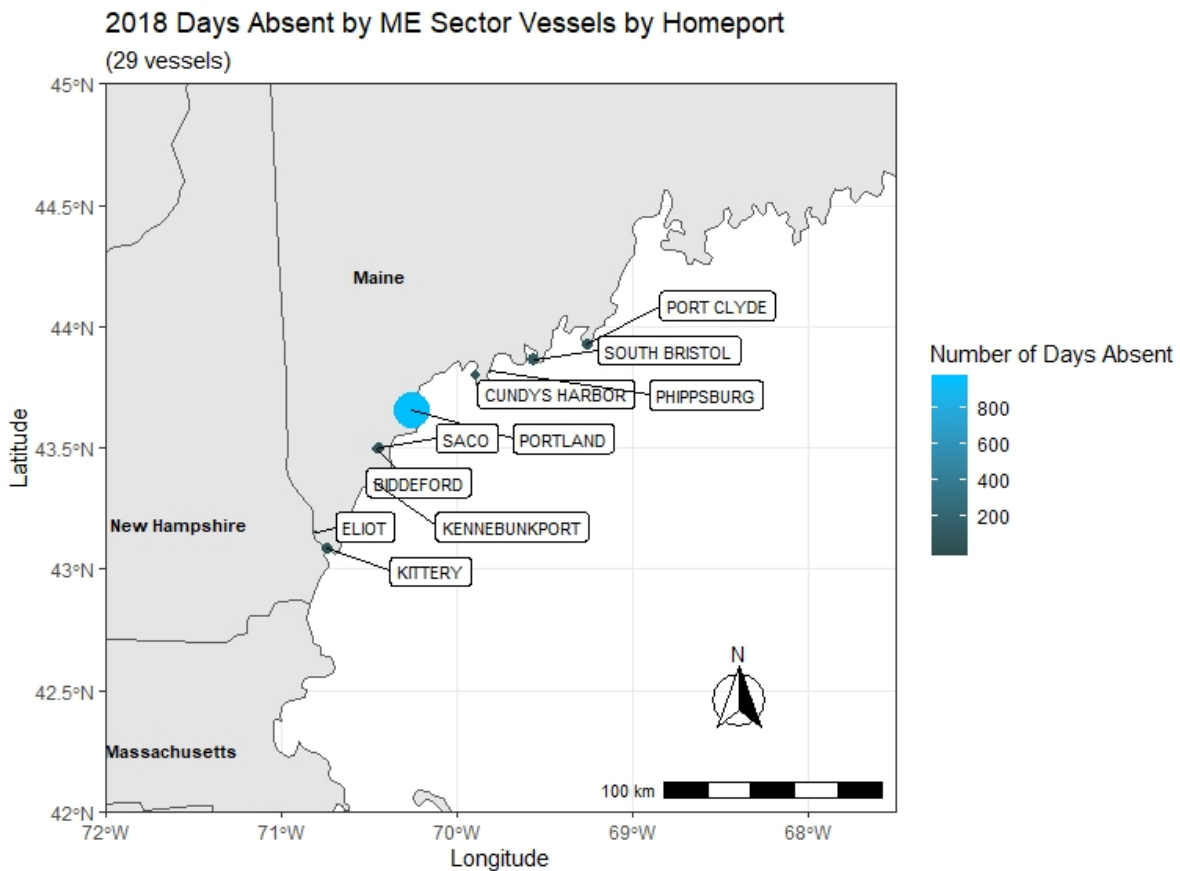 2018 Days Absent by ME Sector Vessels by Homeport
(29 vessels)
45°N
44.5°N
44°N
43.5°N
43°N
42.5°N
42°N
Latitude
Maine
New Hampshire
Massachusetts
PORT CLYDE
SOUTH BRISTOL
CUNDYS HARBOR
PHIPPSBURG
SACO
PORTLAND
BIDDEFORD
ELIOT
KENNEBUNKPORT
KITTERY
N
100 km
72°W
71°W
70°W
69°W
68°W
Longitude
Number of Days Absent
800
600
400
200